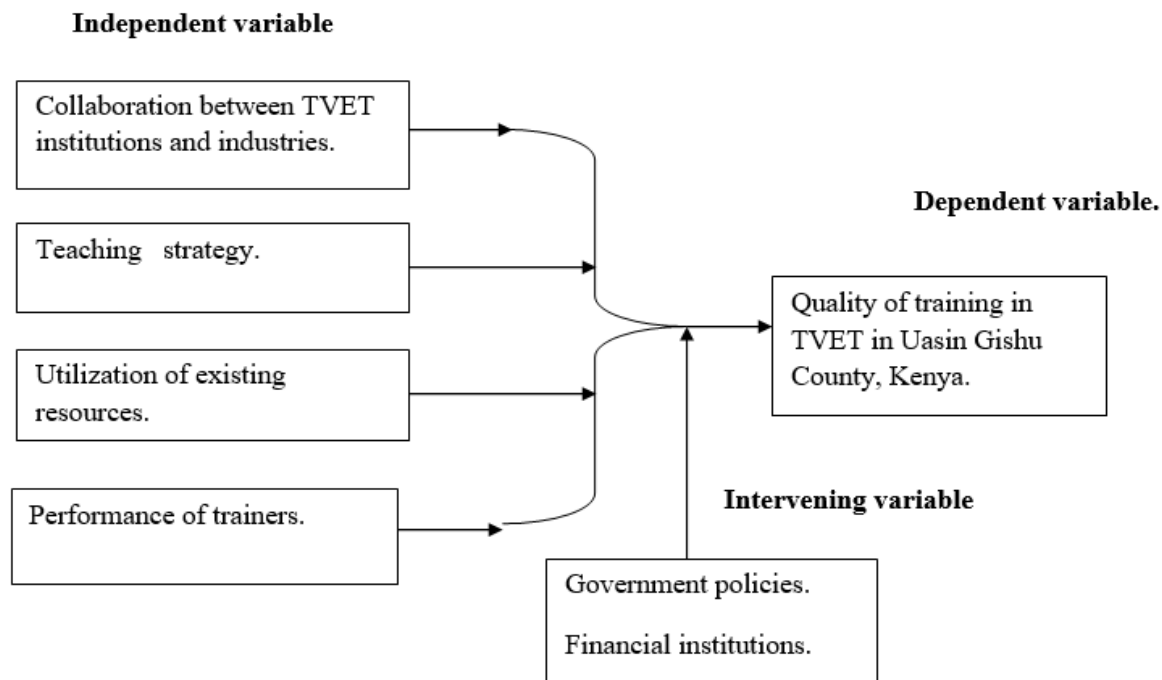 Independent variable
Collaboration between TVET
institutions and industries.
Dependent variable.
Teaching strategy.
Quality of training in
TVET in Uasin Gishu
County, Kenya.
Utilization of existing
resources.
Intervening variable
Performance of trainers.
Government policies.
Financial institutions.